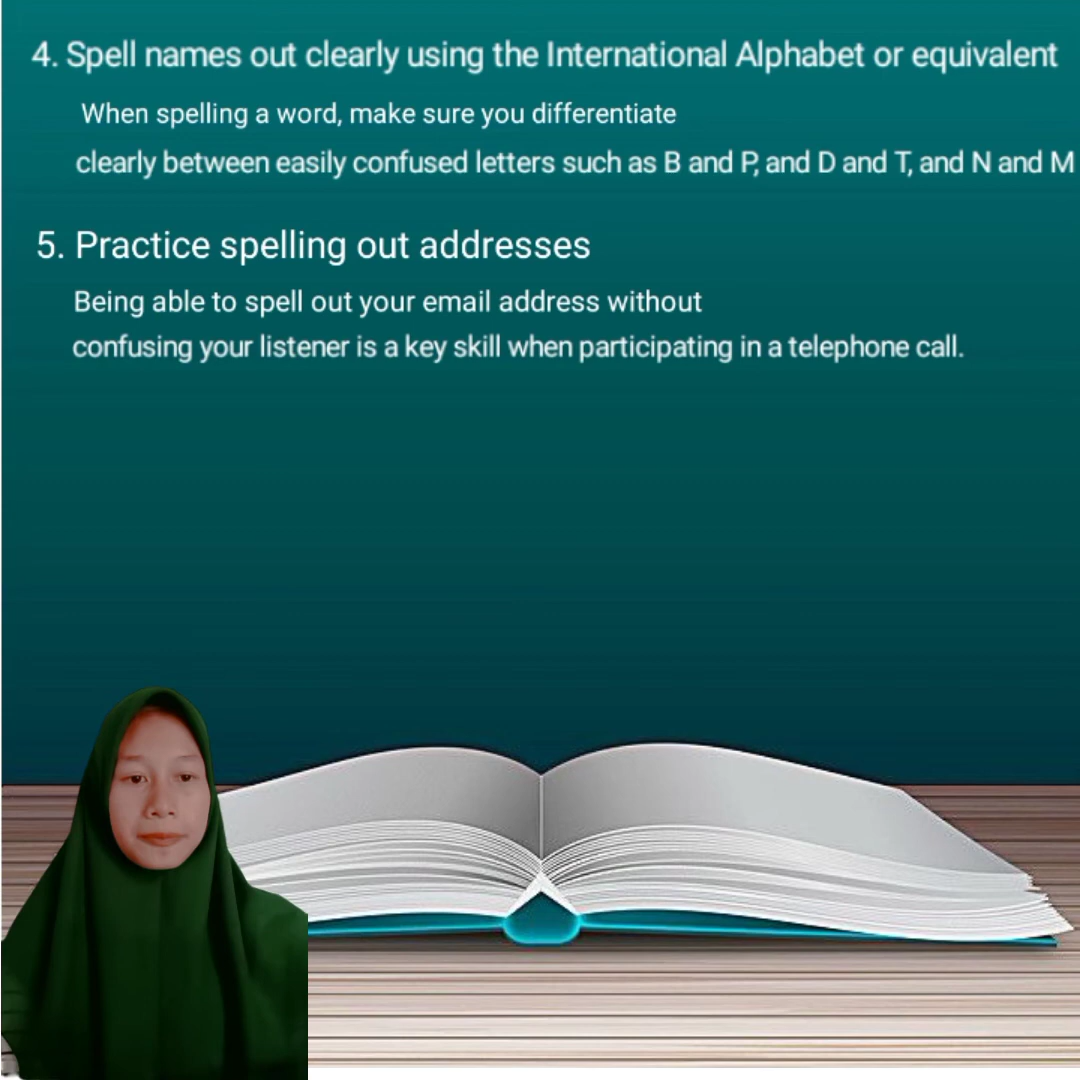 4. Spell names out clearly using the International Alphabet or equivalent
When spelling a word, make sure you differentiate
clearly between easily confused letters such as B and P, and D and T, and N and M
5. Practice spelling out addresses
Being able to spell out your email address without
confusing your listener is a key skill when participating in a telephone call.